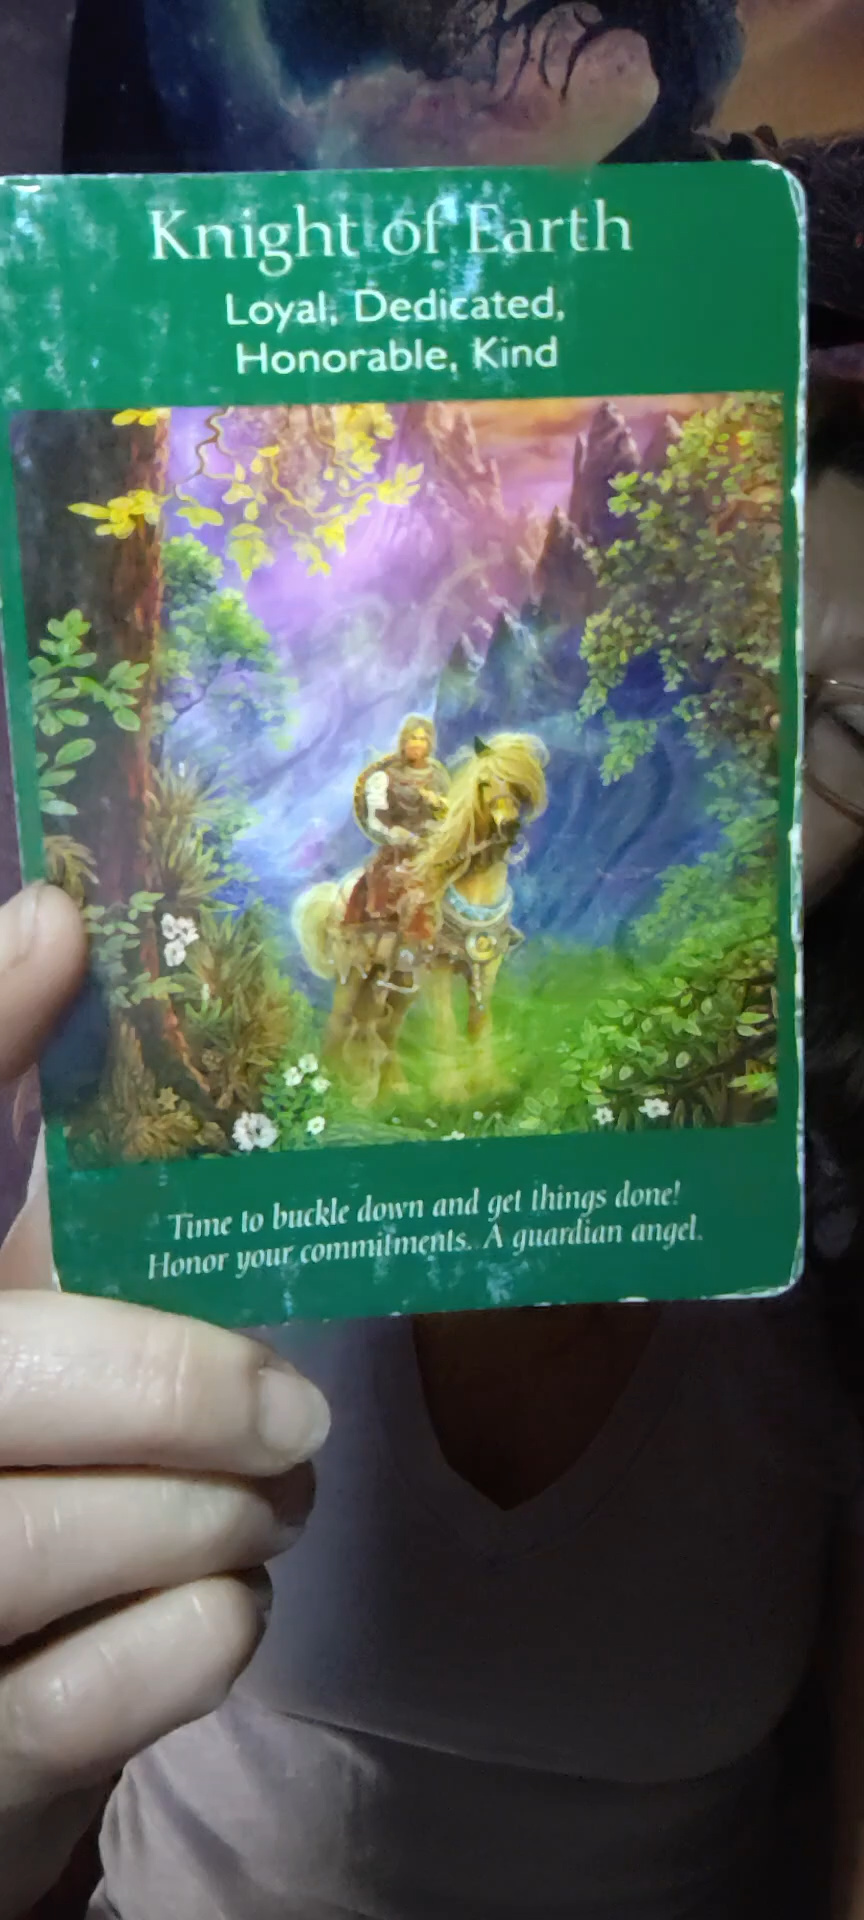 Knight of Earth
Loyal, Dedicated,
Honorable, Kind
Time to buckle down and get things done!
Honor your commitments. A guardian angel.